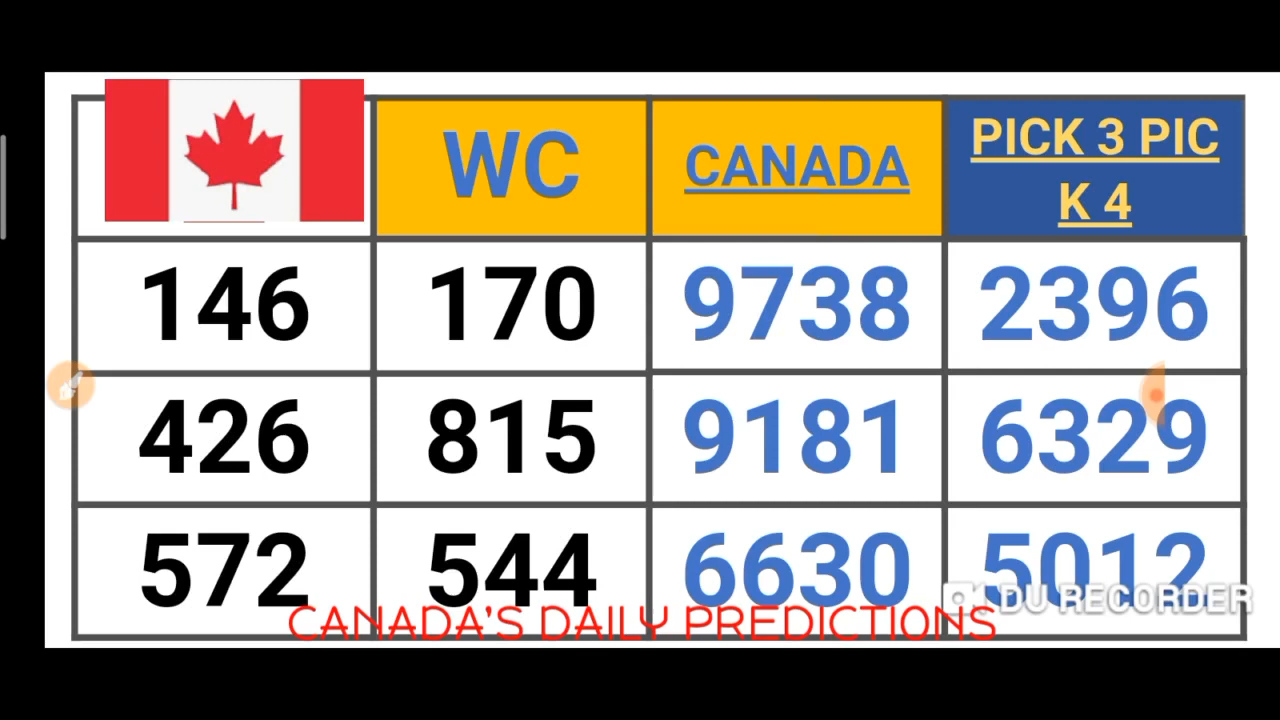 WC
CANADA
PICK 3 PIC
K 4
146 170 9738 2396
426 815 9181 6329
572 544 6630 5012
DU RECORDER
CANADA'S DAILY PREDICTIONS